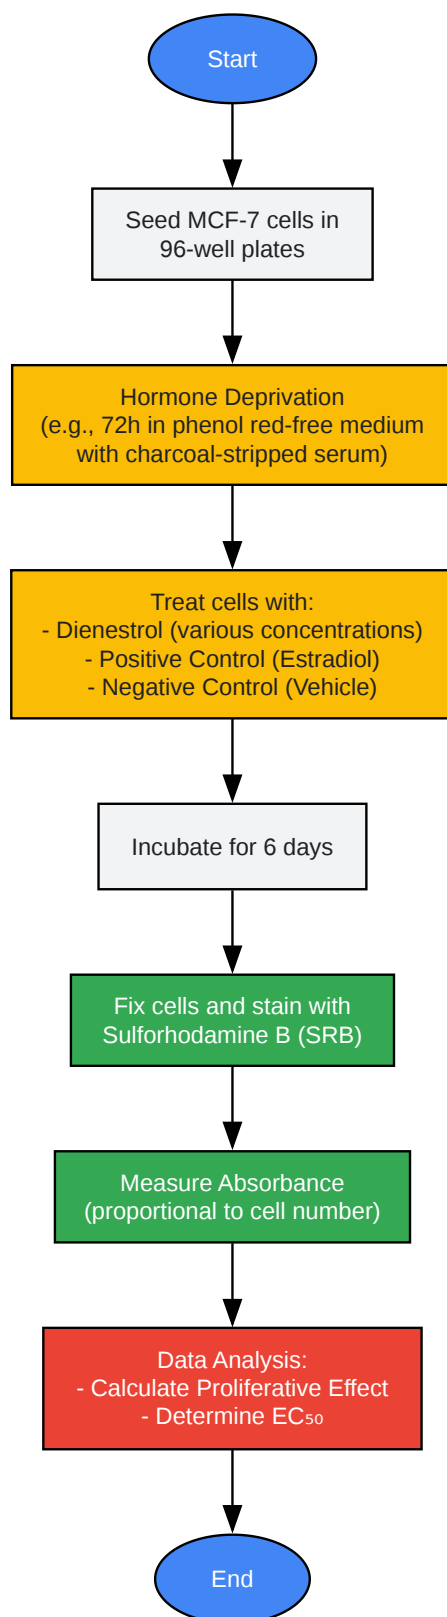 Start
Seed MCF-7 cells in
96-well plates
Hormone Deprivation
(e.g., 72h in phenol red-free medium
with charcoal-stripped serum)
Treat cells with:
- Dienestrol (various concentrations)
- Positive Control (Estradiol)
- Negative Control (Vehicle)
Incubate for 6 days
Fix cells and stain with
Sulforhodamine B (SRB)
Measure Absorbance
(proportional to cell number)
Data Analysis:
- Calculate Proliferative Effect
- Determine EC₅₀
End